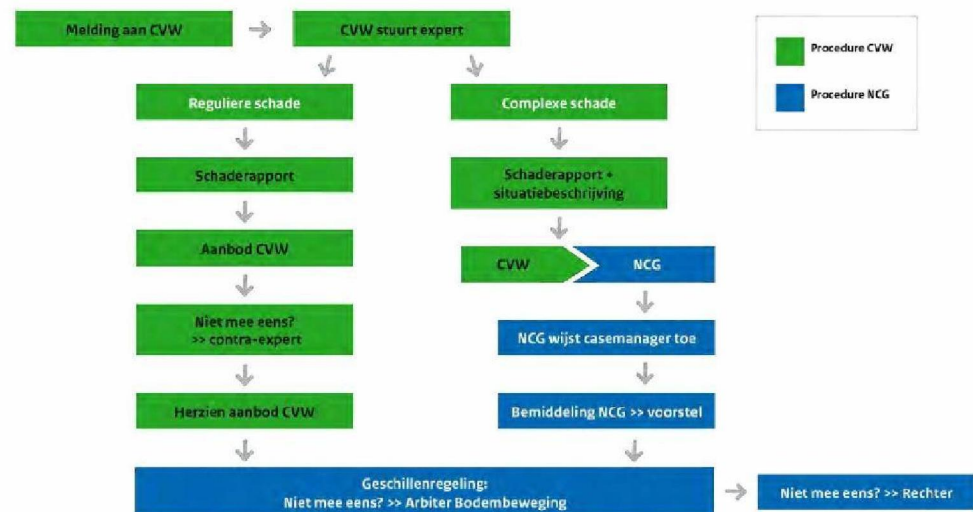 Melding aan CVW
CVW stuurt expert
Procedure CVW
Procedure NCG
Reguliere schade
Complexe schade
Schaderapport
Schaderapport +
situatiebeschrijving
Aanbod CVW
CVW
NCG
Niet mee eens?
>> contra-expert
NCG wijst casemanager toe
Herzien aanbod CVW
Bemiddeling NCG >> voorstel
Geschillenregeling:
Niet mee eens? >> Arbiter Bodembeweging
Niet mee eens? >> Rechter